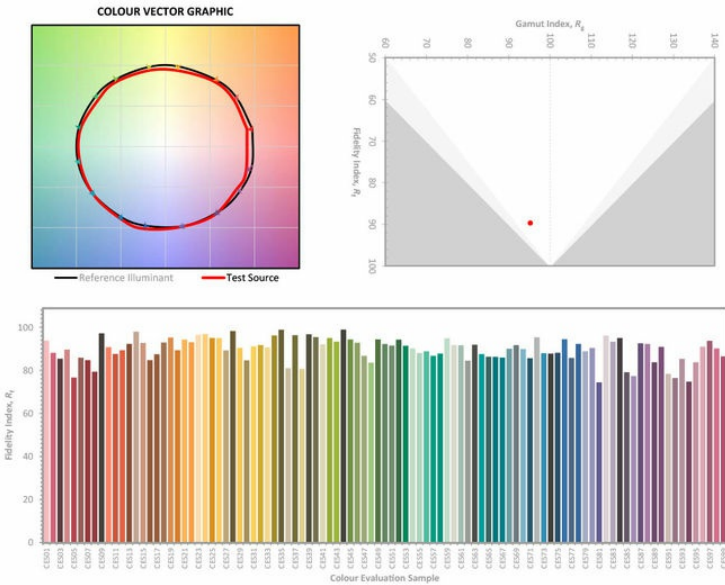 COLOUR VECTOR GRAPHIC
Reference Illuminant
Test Source
Gamut Index, Rg
60 70 80 90 100 110 120 130 140
Fidelity Index, Rf
50
60
70
80
90
100
Fidelity Index, Rf
100
80
60
40
20
0
CES01 CES03 CES05 CES07 CES09 CES11 CES13 CES15 CES17 CES19 CES21 CES23 CES25 CES27 CES29 CES31 CES33 CES35 CES37 CES39 CES41 CES43 CES45 CES47 CES49 CES51 CES53 CES55 CES57 CES59 CES61 CES63 CES65 CES67 CES69 CES71 CES73 CES75 CES77 CES79 CES81 CES83 CES85 CES87 CES89 CES91 CES93 CES95 CES97
Colour Evaluation Sample